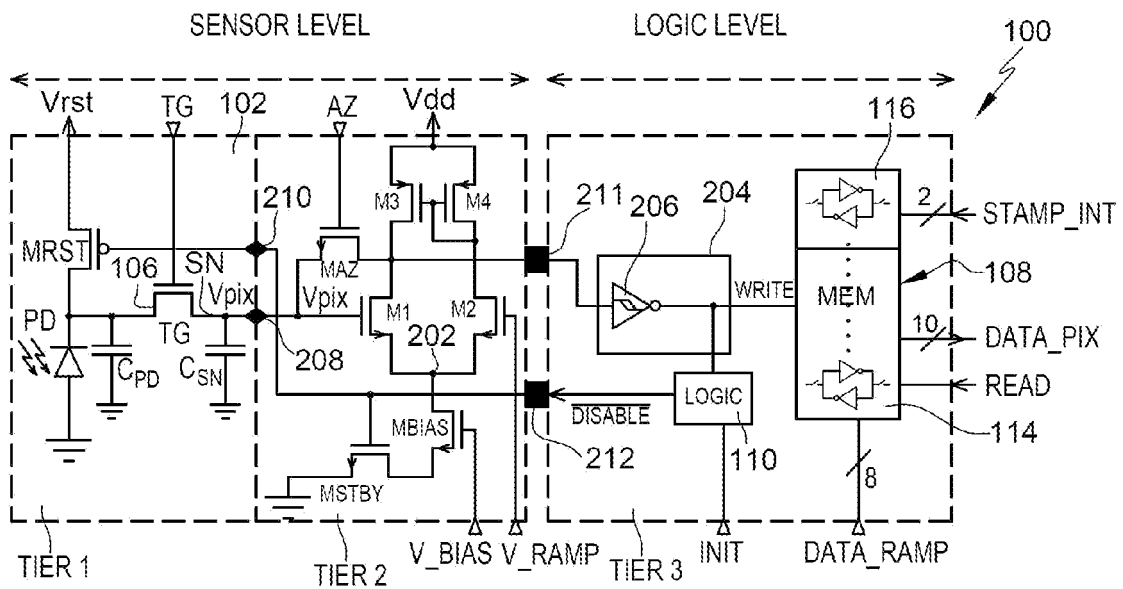 SENSOR LEVEL
LOGIC LEVEL
100
Vrst
TG
102
AZ
Vdd
116
M3
M4
210
211
206
204
2
STAMP_INT
MRST
106
SN
MAZ
108
Vpix
Vpix
M1
M2
WRITE
MEM
PD
TG
208
202
10
DATA_PIX
CPD
CSN
DISABLE
LOGIC
READ
MBIAS
212
110
114
MSTBY
8
TIER 1
TIER 2
V_BIAS
V_RAMP
TIER 3
INIT
DATA_RAMP